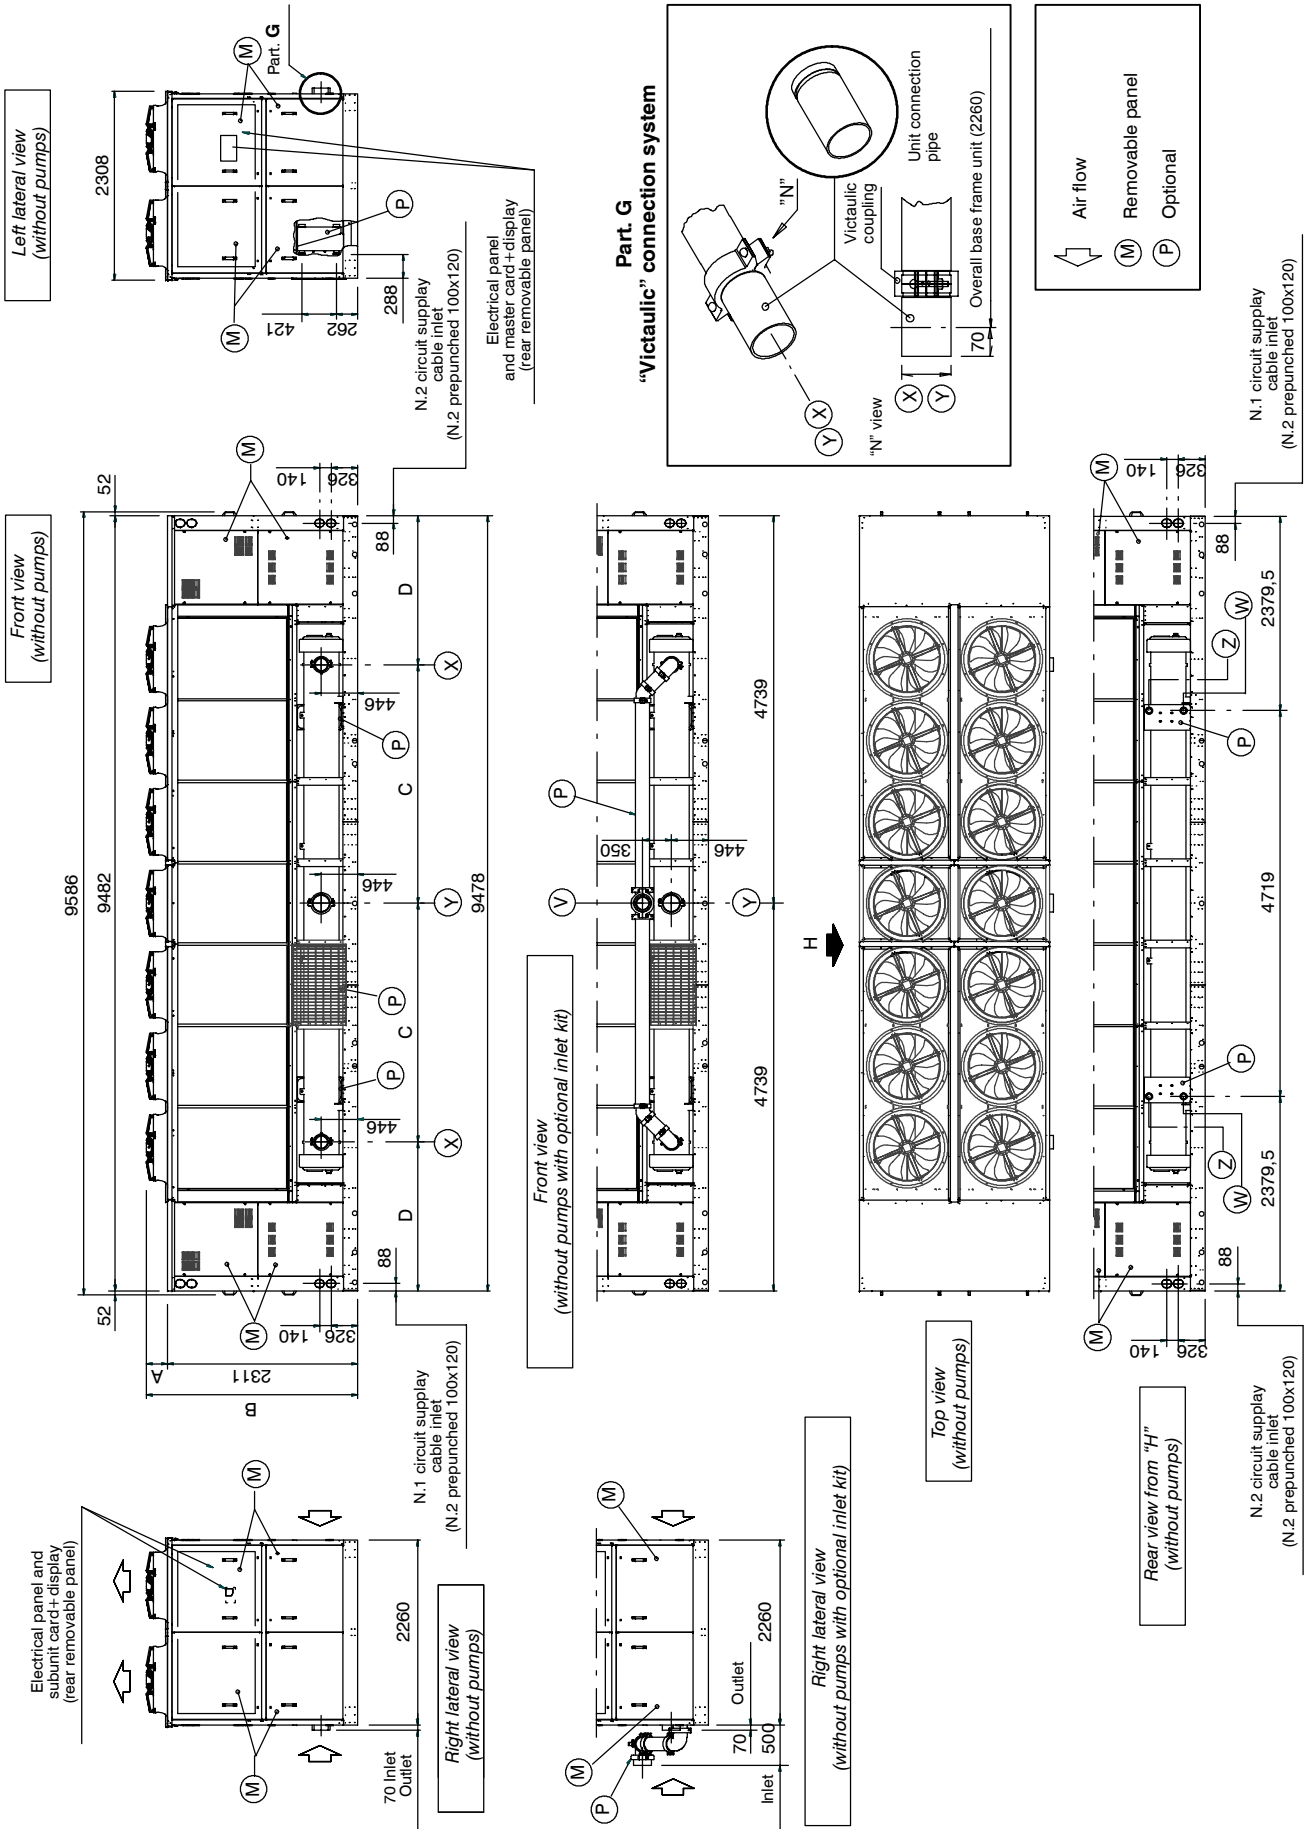 Left lateral view
(without pumps)
2308
M
Part. G
M
P
421
262
288
N.2 circuit supplay
cable inlet
(N.2 prepunched 100x120)
Electrical panel
and master card+display
(rear removable panel)
Part. G
"Victaulic" connection system
"N"
X
Y
Victaulic
coupling
Unit connection
pipe
"N" view
X
Y
70
Overall base frame unit (2260)
Air flow
M
Removable panel
P
Optional
Front view
(without pumps)
9586
9482
52
52
A
2311
B
M
M
140
326
140
326
88
88
446
446
446
P
P
P
D
C
C
D
X
Y
X
9478
N.1 circuit supplay
cable inlet
(N.2 prepunched 100x120)
Front view
(without pumps with optional inlet kit)
V
P
350
446
Y
4739
4739
H
Top view
(without pumps)
Rear view from "H"
(without pumps)
M
M
140
326
140
326
88
88
P
P
Z
W
Z
W
2379,5
4719
2379,5
N.2 circuit supplay
cable inlet
(N.2 prepunched 100x120)
N.1 circuit supplay
cable inlet
(N.2 prepunched 100x120)
Electrical panel and
subunit card+display
(rear removable panel)
M
M
2260
70 Inlet
Outlet
Right lateral view
(without pumps)
M
M
P
2260
70
Outlet
500
Inlet
Right lateral view
(without pumps with optional inlet kit)